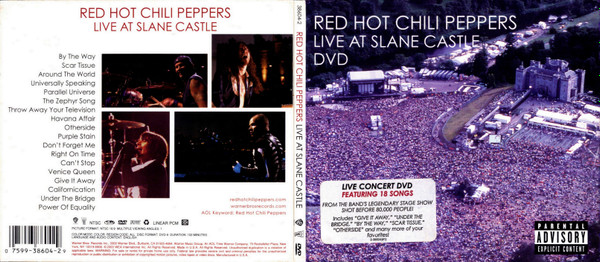 RED HOT CHILI PEPPERS
LIVE AT SLANE CASTLE
By The Way
Scar Tissue
Around The World
Universally Speaking
Parallel Universe
The Zephyr Song
Throw Away Your Television
Havana Affair
Otherside
Purple Stain
Don't Forget Me
Right On Time
Can't Stop
Venice Queen
Give It Away
Californication
Under The Bridge
Power Of Equality
redhotchilipeppers.com
warnerbrosrecords.com
AOL Keyword: Red Hot Chili Peppers
NTSC
LINEAR PCM
0 7599-38604-2 9
38604-2
RED HOT CHILI PEPPERS LIVE AT SLANE CASTLE
DVD
RED HOT CHILI PEPPERS
LIVE AT SLANE CASTLE
DVD
LIVE CONCERT DVD
FEATURING 18 SONGS
FROM THE BAND'S LEGENDARY STAGE SHOW
SHOT BEFORE 80,000 PEOPLE!
Includes "GIVE IT AWAY," "UNDER THE
BRIDGE," "BY THE WAY," "SCAR TISSUE,"
"OTHERSIDE" and many more of your
favorites!
PARENTAL
ADVISORY
EXPLICIT CONTENT